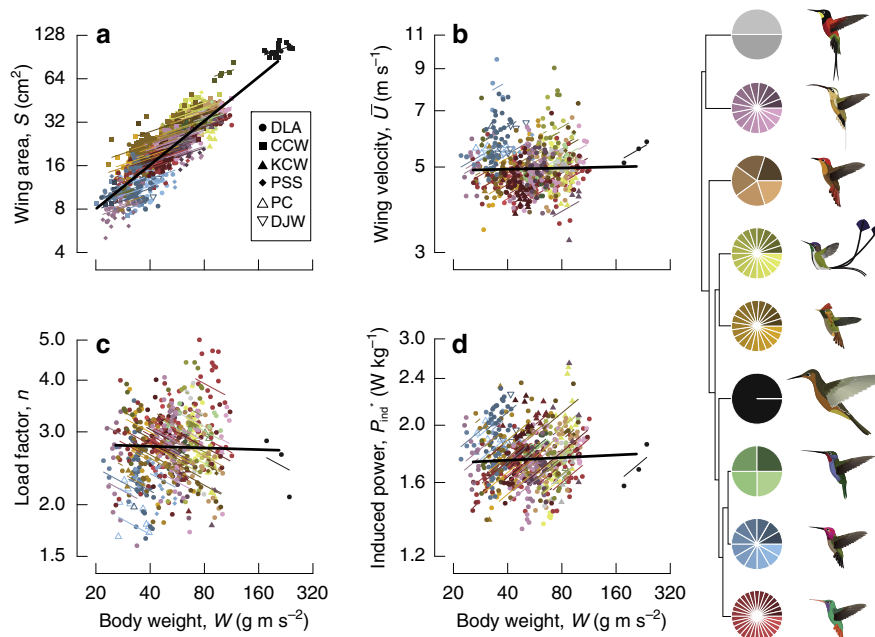 a
Wing area, S (cm²)
128
64
32
16
8
4
DLA
CCW
KCW
PSS
PC
DJW
b
Wing velocity, U̅ (m s⁻¹)
11
9
7
5
3
c
Load factor, n
5.0
4.0
3.0
2.0
1.5
20 40 80 160 320
Body weight, W (g m s⁻²)
d
Induced power, P*ind (W kg⁻¹)
3.0
2.4
2.0
1.6
1.2
20 40 80 160 320
Body weight, W (g m s⁻²)